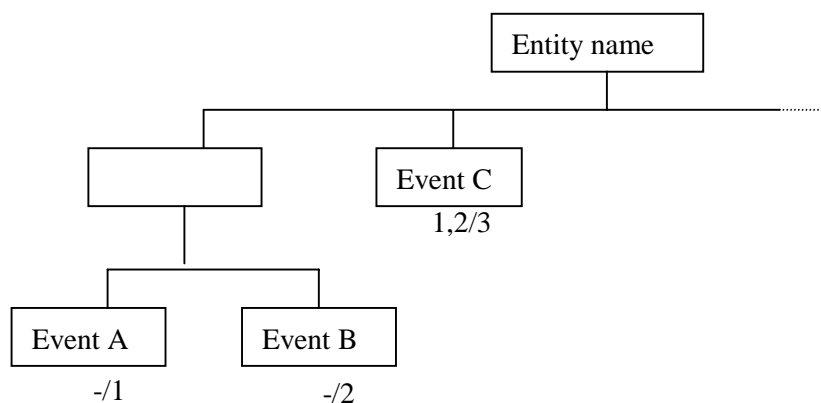 Entity name
Event C
1,2/3
Event A
Event B
-/1
-/2